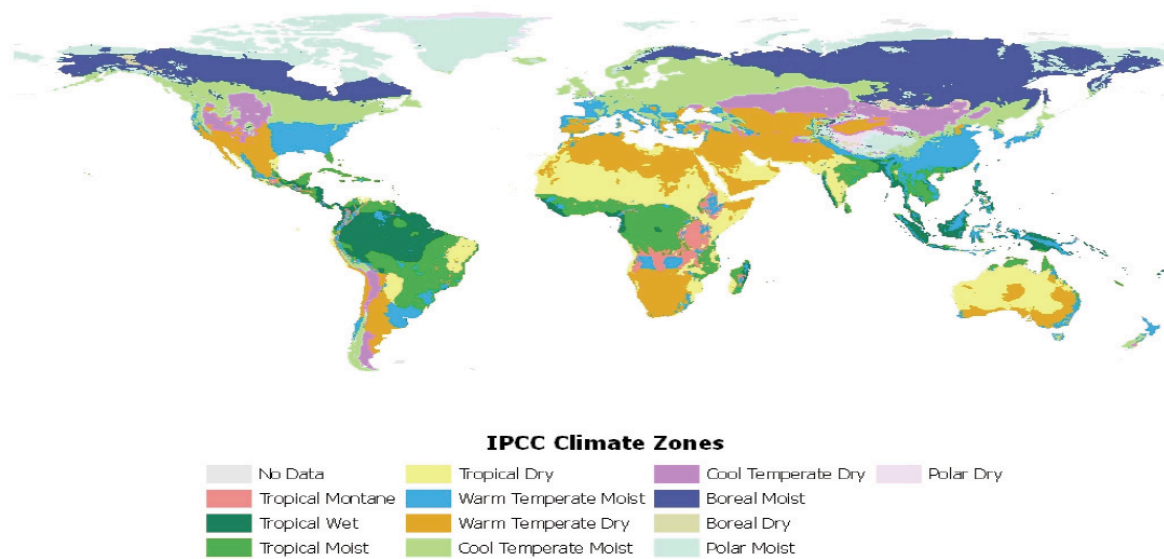 IPCC Climate Zones
No Data
Tropical Montane
Tropical Wet
Tropical Moist
Tropical Dry
Warm Temperate Moist
Warm Temperate Dry
Cool Temperate Moist
Cool Temperate Dry
Boreal Moist
Boreal Dry
Polar Moist
Polar Dry